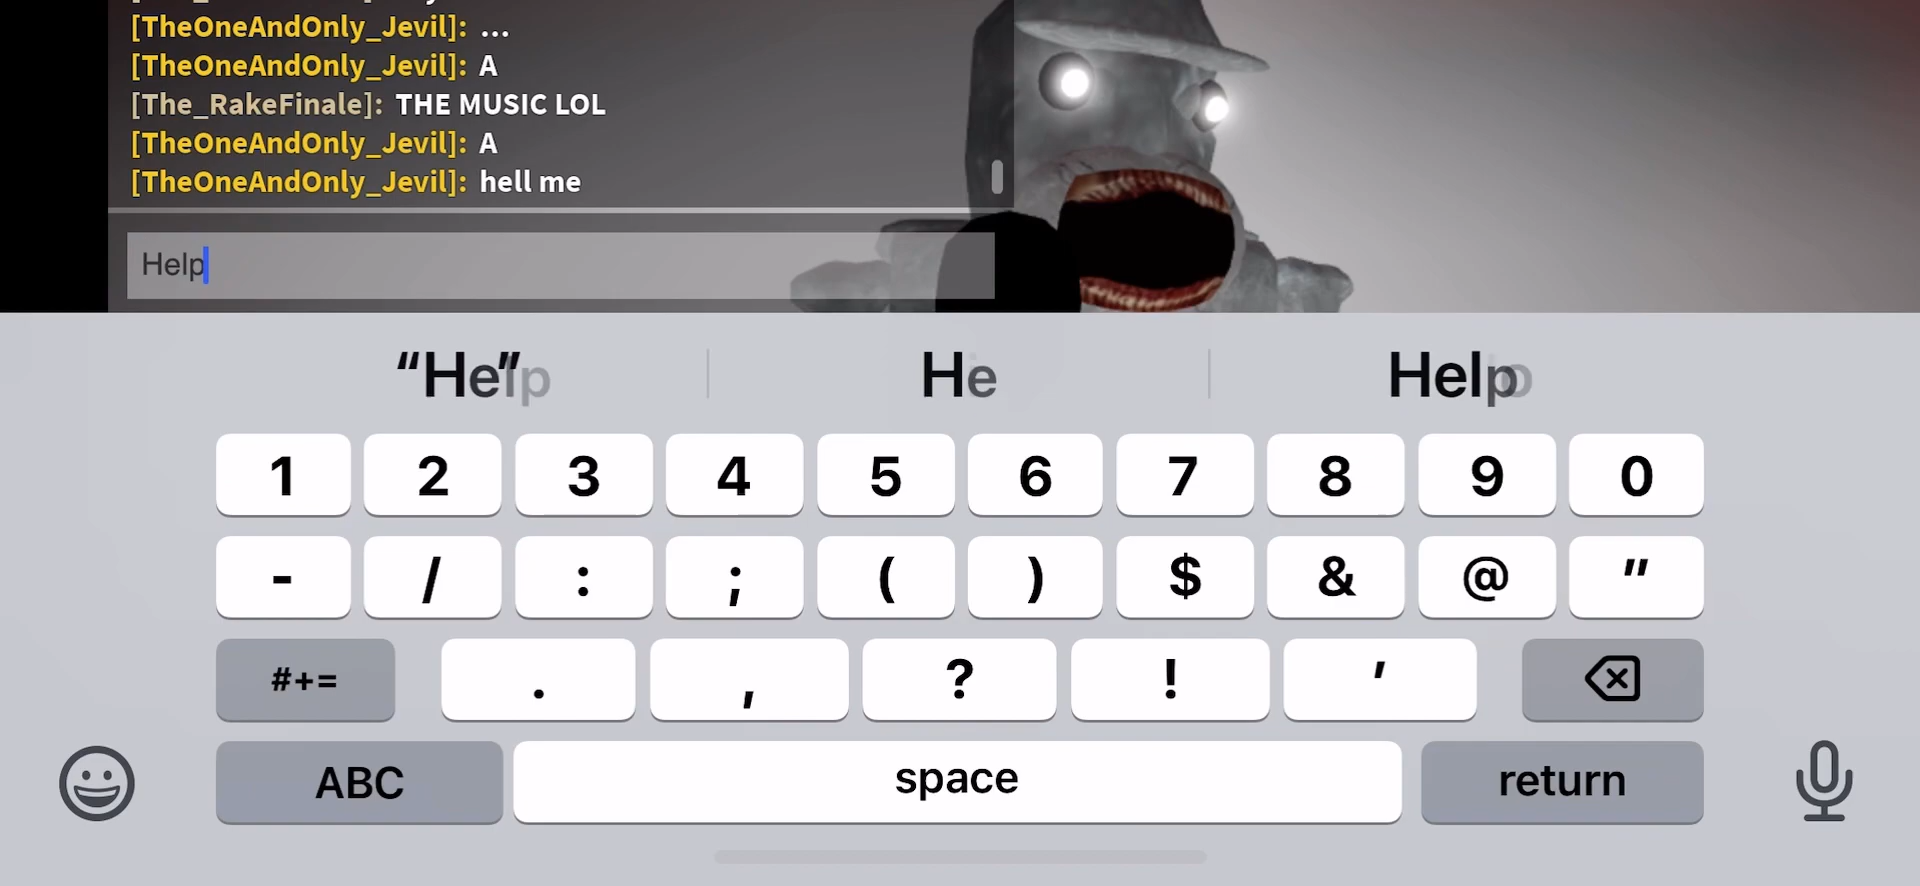 [TheOneAndOnly_Jevil]: ...
[TheOneAndOnly_Jevil]: A
[The_RakeFinale]: THE MUSIC LOL
[TheOneAndOnly_Jevil]: A
[TheOneAndOnly_Jevil]: hell me
Help
“He” He Help
1 2 3 4 5 6 7 8 9 0
- / : ; ( ) $ & @ "
#+= . , ? ! '
ABC space return